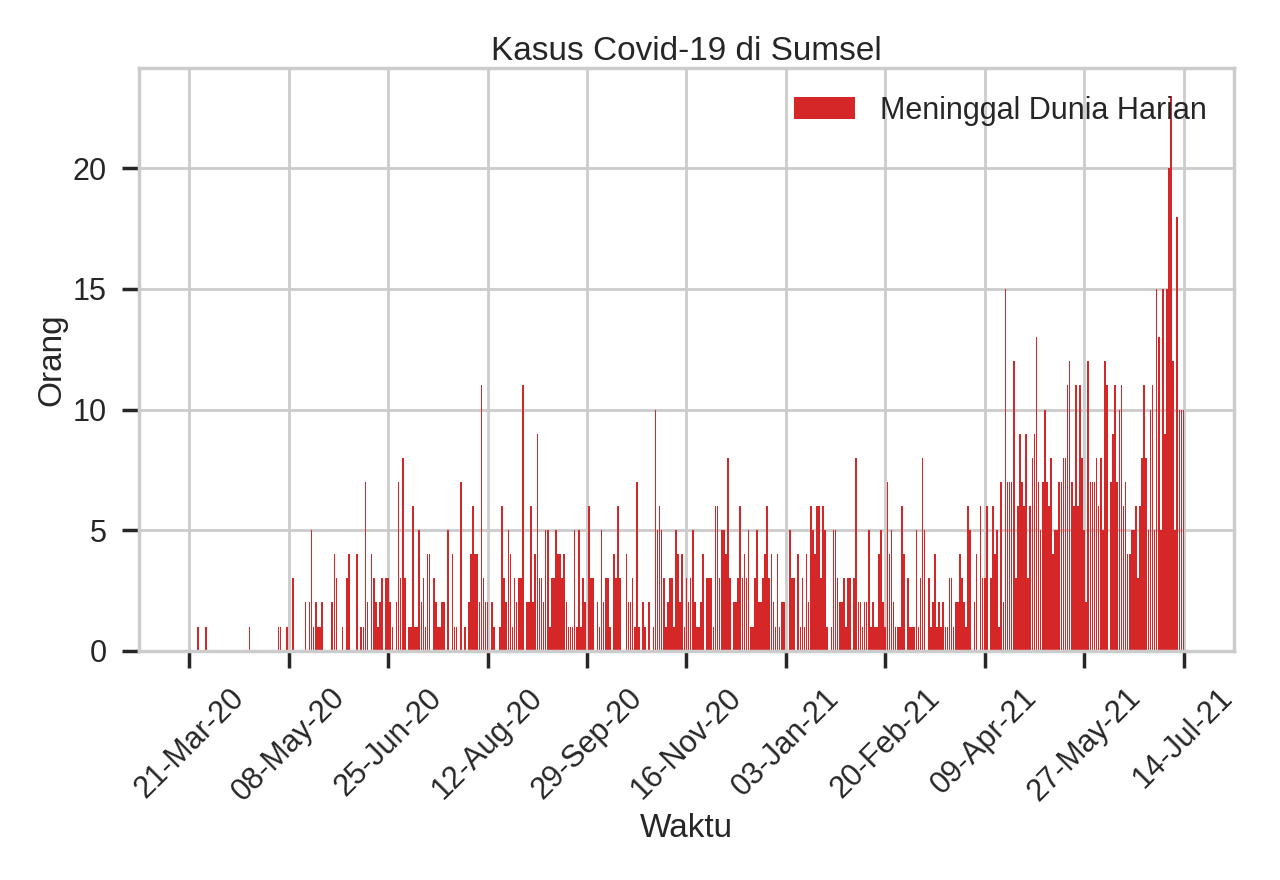 Kasus Covid-19 di Sumsel
Meninggal Dunia Harian
Orang
20
15
10
5
0
21-Mar-20
08-May-20
25-Jun-20
12-Aug-20
29-Sep-20
16-Nov-20
03-Jan-21
20-Feb-21
09-Apr-21
27-May-21
14-Jul-21
Waktu